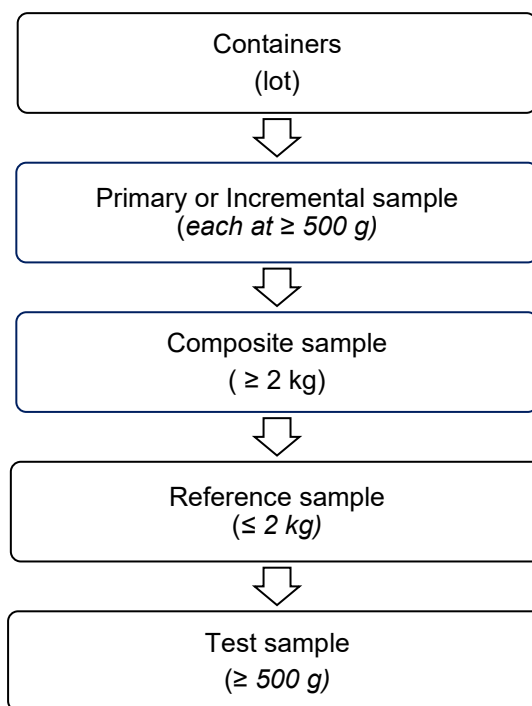 Containers
(lot)
Primary or Incremental sample
(each at ≥ 500 g)
Composite sample
( ≥ 2 kg)
Reference sample
(≤ 2 kg)
Test sample
(≥ 500 g)